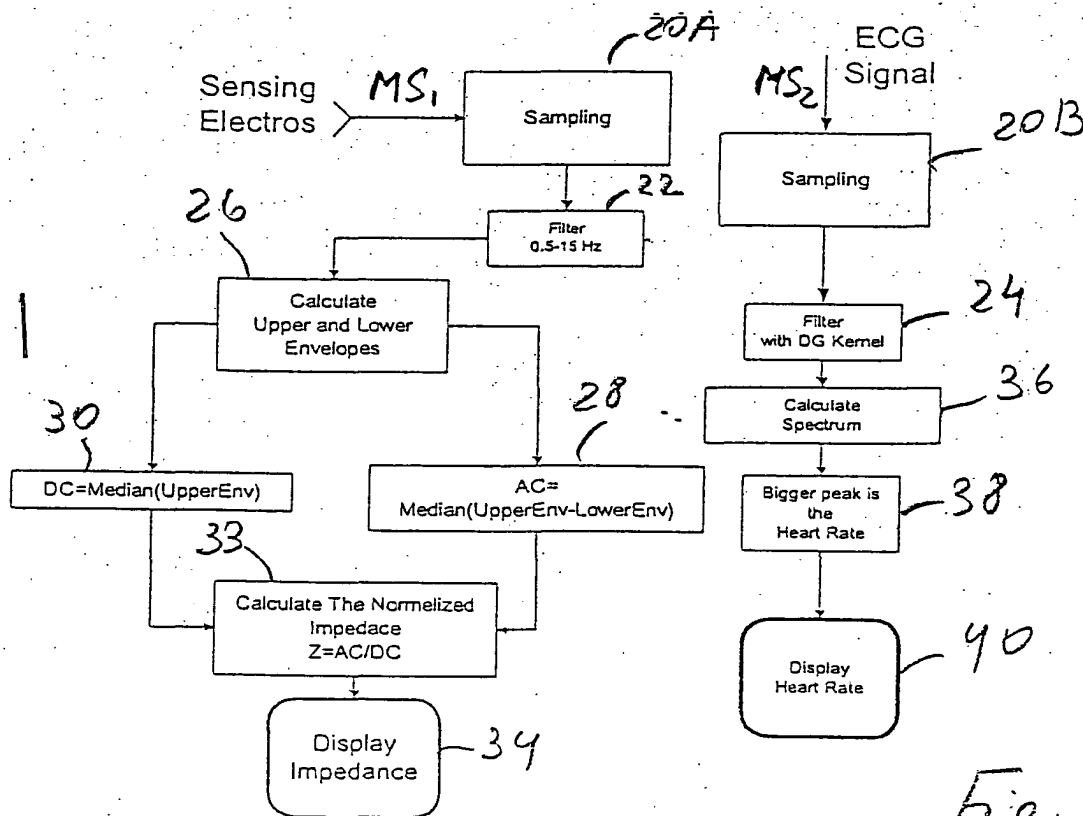 20A
ECG
Signal
Sensing
Electros
MS1
MS2
Sampling
20B
Sampling
22
26
Filter
0.5-15 Hz
Calculate
Upper and Lower
Envelopes
24
Filter
with DG Kernel
36
Calculate
Spectrum
30
28
DC=Median(UpperEnv)
AC=
Median(UpperEnv-LowerEnv)
Bigger peak is
the
Heart Rate
38
33
Calculate The Normelized
Impedace
Z=AC/DC
40
Display
Heart Rate
Display
Impedance
34
Fig.